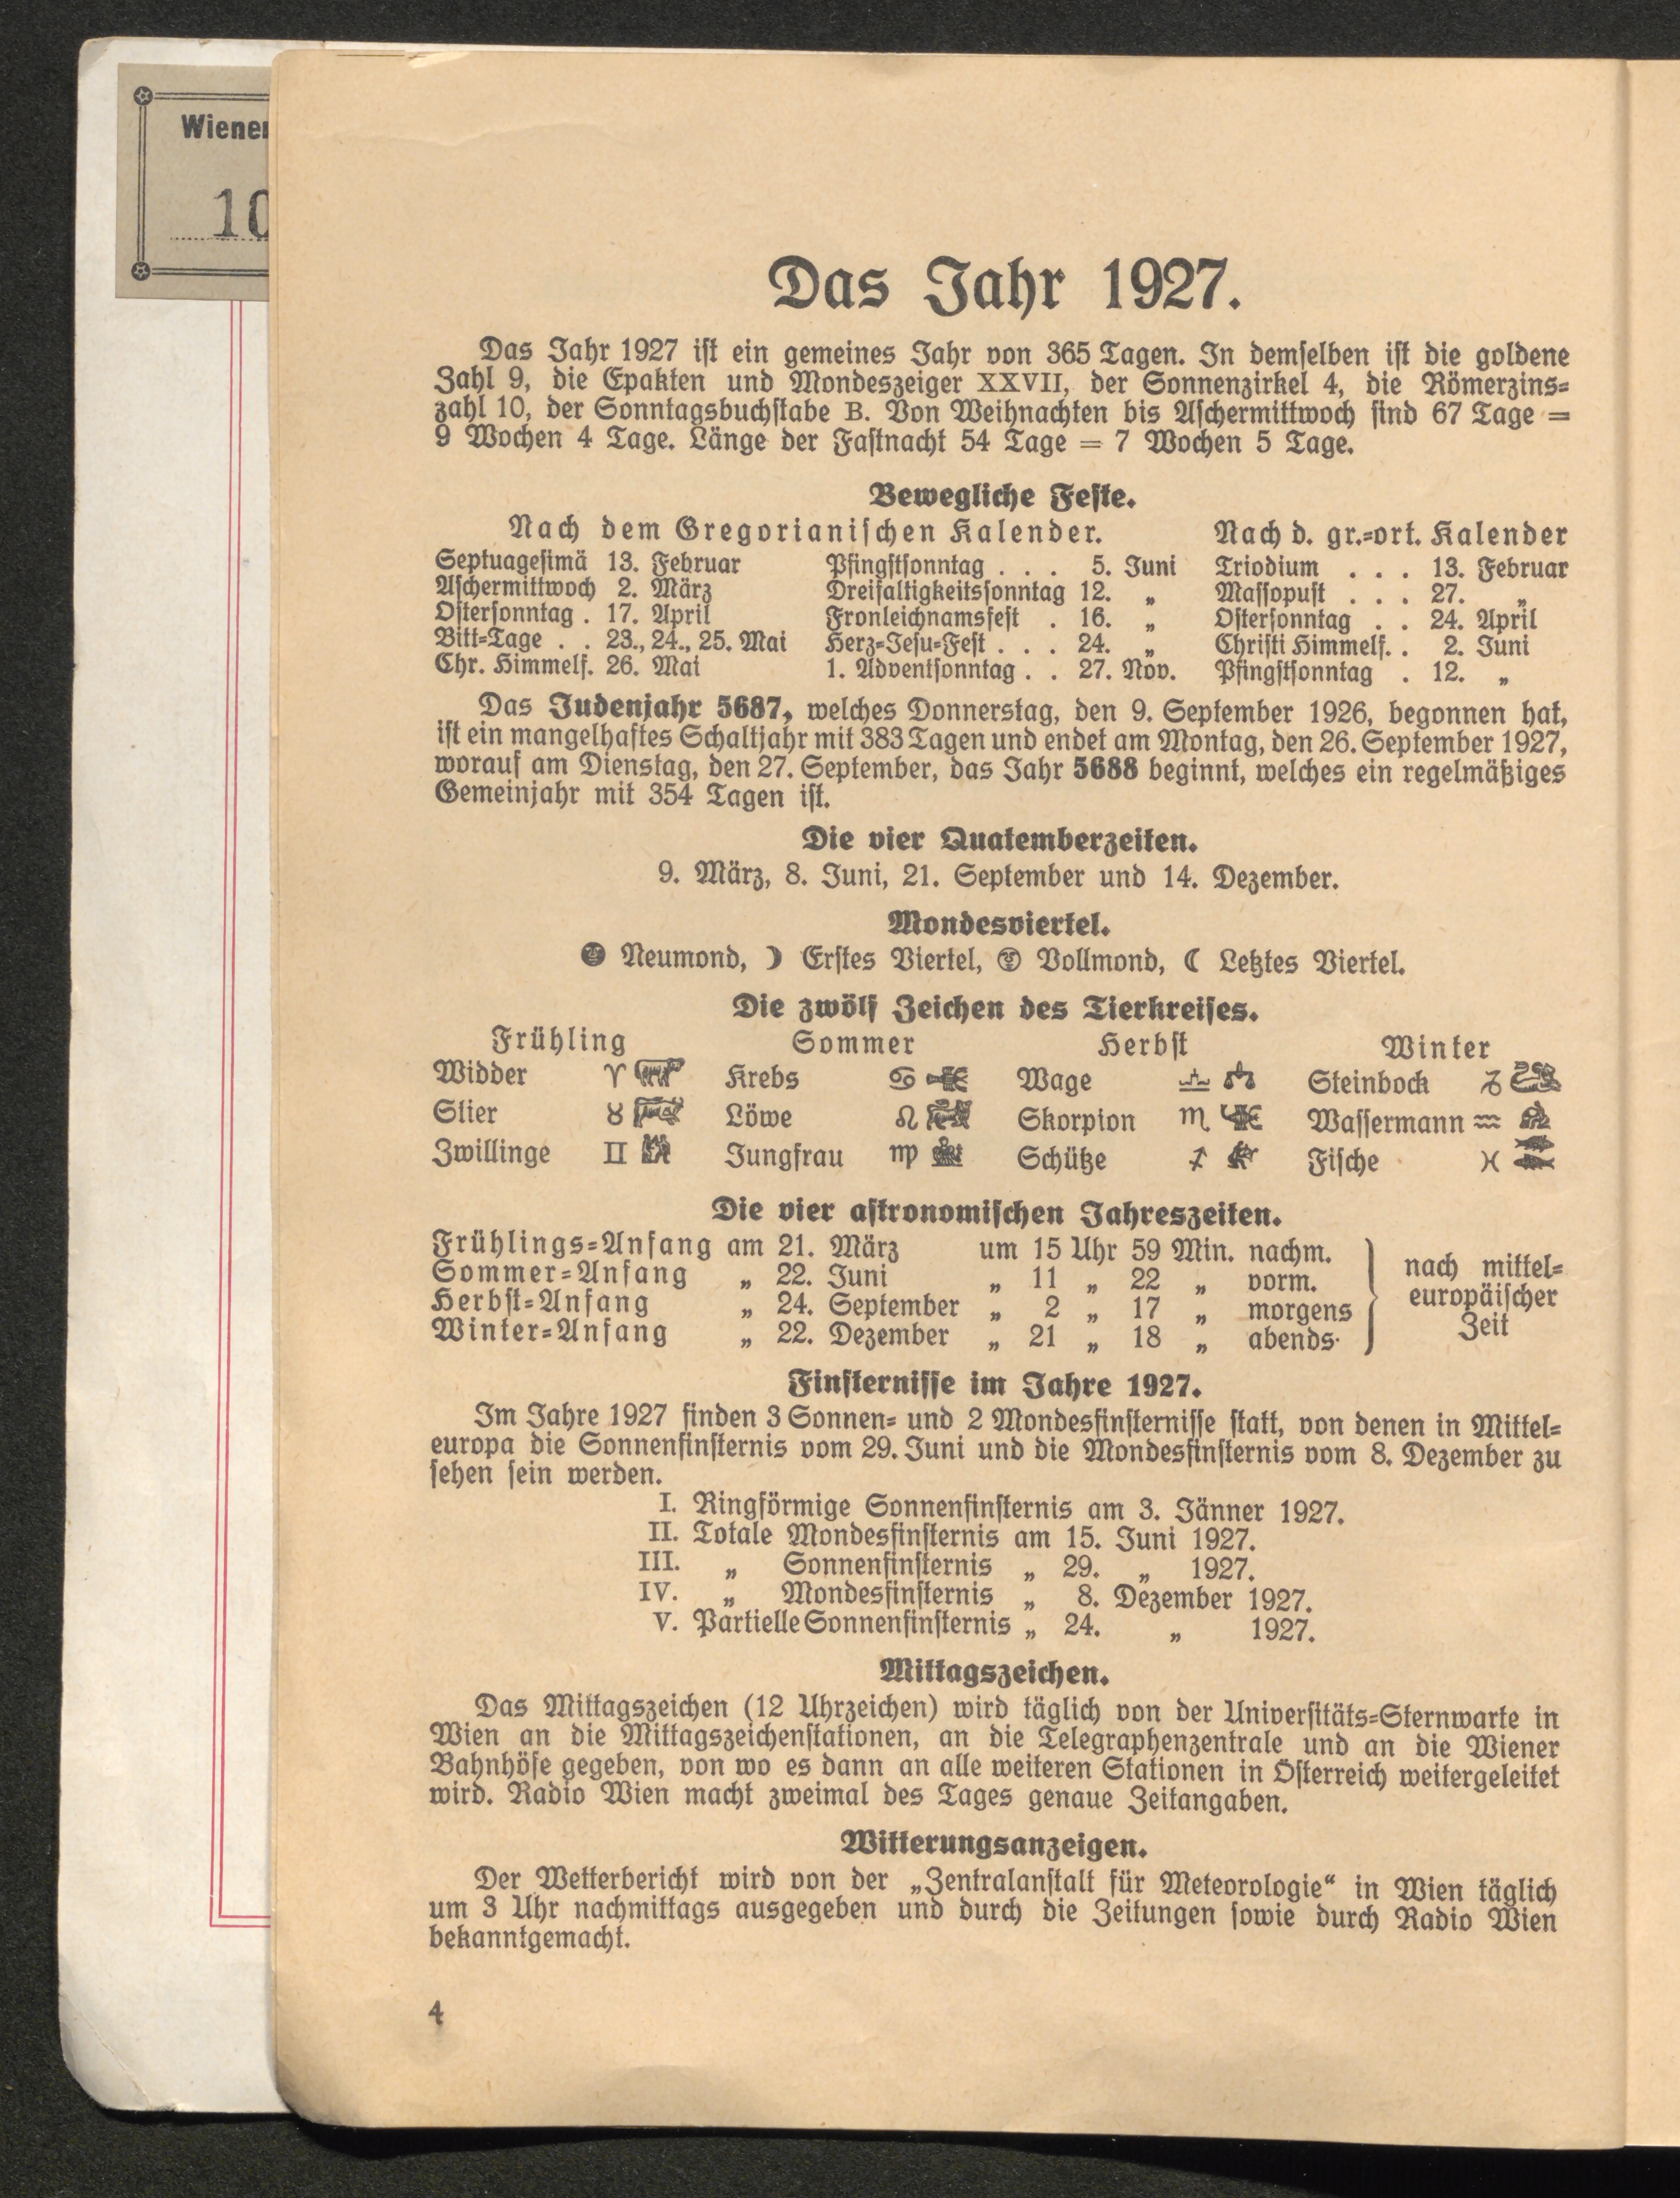 Wiener
10
Das Jahr 1927.
Das Jahr 1927 ist ein gemeines Jahr von 365 Tagen. In demselben ist die goldene
Zahl 9, die Epakten und Mondeszeiger XXVII, der Sonnenzirkel 4, die Römerzins-
zahl 10, der Sonntagsbuchstabe B. Von Weihnachten bis Aschermittwoch sind 67 Tage =
9 Wochen 4 Tage. Länge der Fastnacht 54 Tage = 7 Wochen 5 Tage.
Bewegliche Feste.
Nach dem Gregorianischen Kalender. Nach d. gr.-ort. Kalender
Septuagesimä 13. Februar Pfingstsonntag . . . 5. Juni Triodium . . . 13. Februar
Aschermittwoch 2. März Dreifaltigkeitssonntag 12. „ Massopust . . . 27. „
Ostersonntag . 17. April Fronleichnamsfest . 16. „ Ostersonntag . . 24. April
Bitt-Tage . . 23., 24., 25. Mai Herz-Jesu-Fest . . . 24. „ Christi Himmelf. . 2. Juni
Chr. Himmelf. 26. Mai 1. Adventsonntag . . 27. Nov. Pfingstsonntag . 12. „
Das Judenjahr 5687, welches Donnerstag, den 9. September 1926, begonnen hat,
ist ein mangelhaftes Schaltjahr mit 383 Tagen und endet am Montag, den 26. September 1927,
worauf am Dienstag, den 27. September, das Jahr 5688 beginnt, welches ein regelmäßiges
Gemeinjahr mit 354 Tagen ist.
Die vier Quatemberzeiten.
9. März, 8. Juni, 21. September und 14. Dezember.
Mondesviertel.
Neumond, ☽ Erstes Viertel, Vollmond, ☾ Letztes Viertel.
Die zwölf Zeichen des Tierkreises.
Frühling Sommer Herbst Winter
Widder ♈ Krebs ♋ Wage ♎ Steinbock ♑
Stier ♉ Löwe ♌ Skorpion ♏ Wassermann ♒
Zwillinge ♊ Jungfrau ♍ Schütze ♐ Fische ♓
Die vier astronomischen Jahreszeiten.
Frühlings-Anfang am 21. März um 15 Uhr 59 Min. nachm.
Sommer-Anfang „ 22. Juni „ 11 „ 22 „ vorm.
Herbst-Anfang „ 24. September „ 2 „ 17 „ morgens
Winter-Anfang „ 22. Dezember „ 21 „ 18 „ abends.
nach mittel-
europäischer
Zeit
Finsternisse im Jahre 1927.
Im Jahre 1927 finden 3 Sonnen- und 2 Mondesfinsternisse statt, von denen in Mittel-
europa die Sonnenfinsternis vom 29. Juni und die Mondesfinsternis vom 8. Dezember zu
sehen sein werden.
I. Ringförmige Sonnenfinsternis am 3. Jänner 1927.
II. Totale Mondesfinsternis am 15. Juni 1927.
III. „ Sonnenfinsternis „ 29. „ 1927.
IV. „ Mondesfinsternis „ 8. Dezember 1927.
V. Partielle Sonnenfinsternis „ 24. „ 1927.
Mittagszeichen.
Das Mittagszeichen (12 Uhrzeichen) wird täglich von der Universitäts-Sternwarte in
Wien an die Mittagszeichenstationen, an die Telegraphenzentrale und an die Wiener
Bahnhöfe gegeben, von wo es dann an alle weiteren Stationen in Österreich weitergeleitet
wird. Radio Wien macht zweimal des Tages genaue Zeitangaben.
Witterungsanzeigen.
Der Wetterbericht wird von der „Zentralanstalt für Meteorologie“ in Wien täglich
um 3 Uhr nachmittags ausgegeben und durch die Zeitungen sowie durch Radio Wien
bekanntgemacht.
4